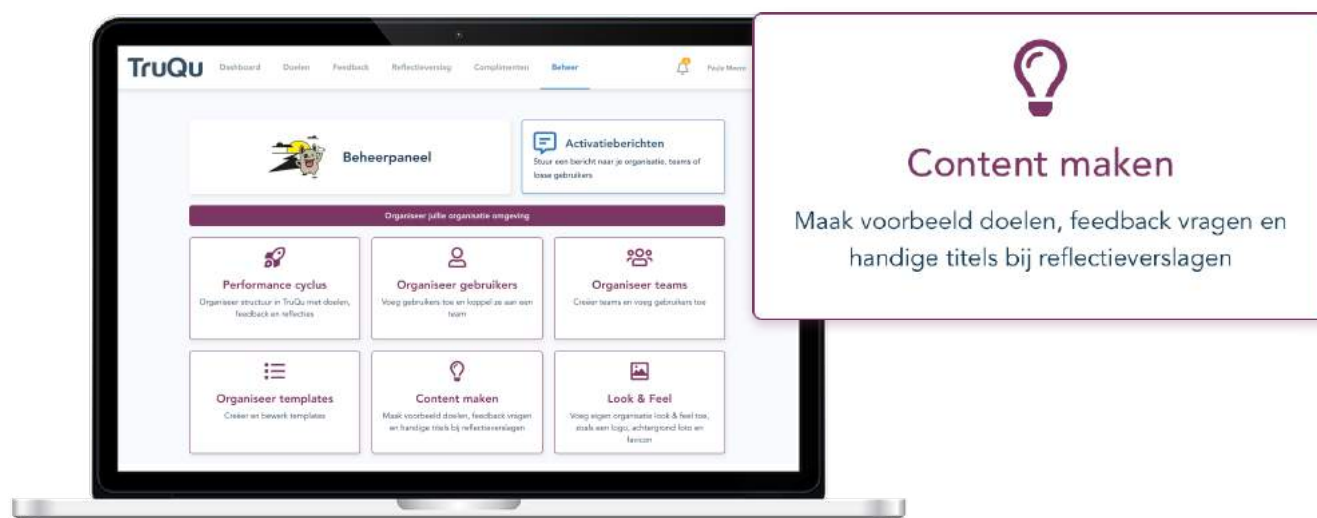 TruQu Dashboard Doelen Feedback Reflectieverslag Complimenten Beheer
Beheerpaneel
Activatieberichten
Stuur een bericht naar je organisatie, teams of
losse gebruikers
Organiseer jullie organisatie omgeving
Performance cyclus
Organiseer structuur in TruQu met doelen,
feedback en reflecties
Organiseer gebruikers
Voeg gebruikers toe en koppel ze aan een
team
Organiseer teams
Creëer teams en voeg gebruikers toe
Organiseer templates
Creëer en bewerk templates
Content maken
Maak voorbeeld doelen, feedback vragen
en handige titels bij reflectieverslagen
Look & Feel
Voeg eigen organisatie look & feel toe,
zoals een logo, achtergrond foto en
favicon
Content maken
Maak voorbeeld doelen, feedback vragen en
handige titels bij reflectieverslagen